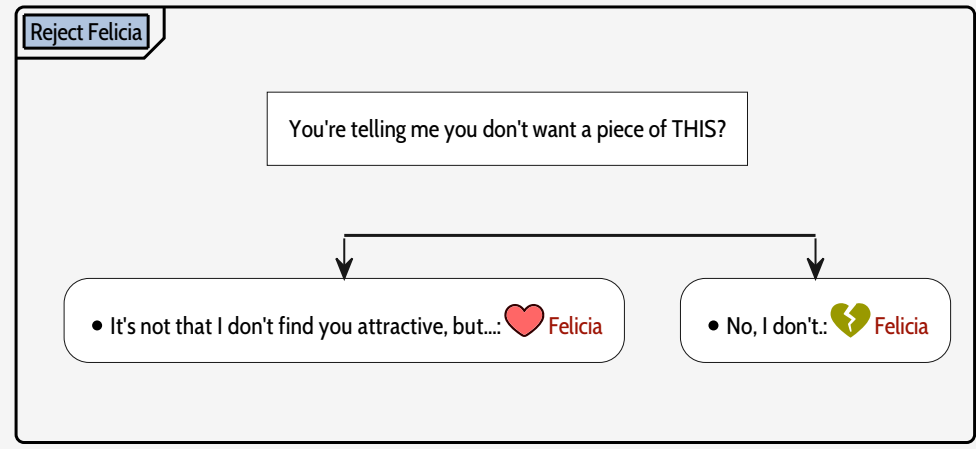 Reject Felicia
You're telling me you don't want a piece of THIS?
• It's not that I don't find you attractive, but...: Felicia
• No, I don't.: Felicia